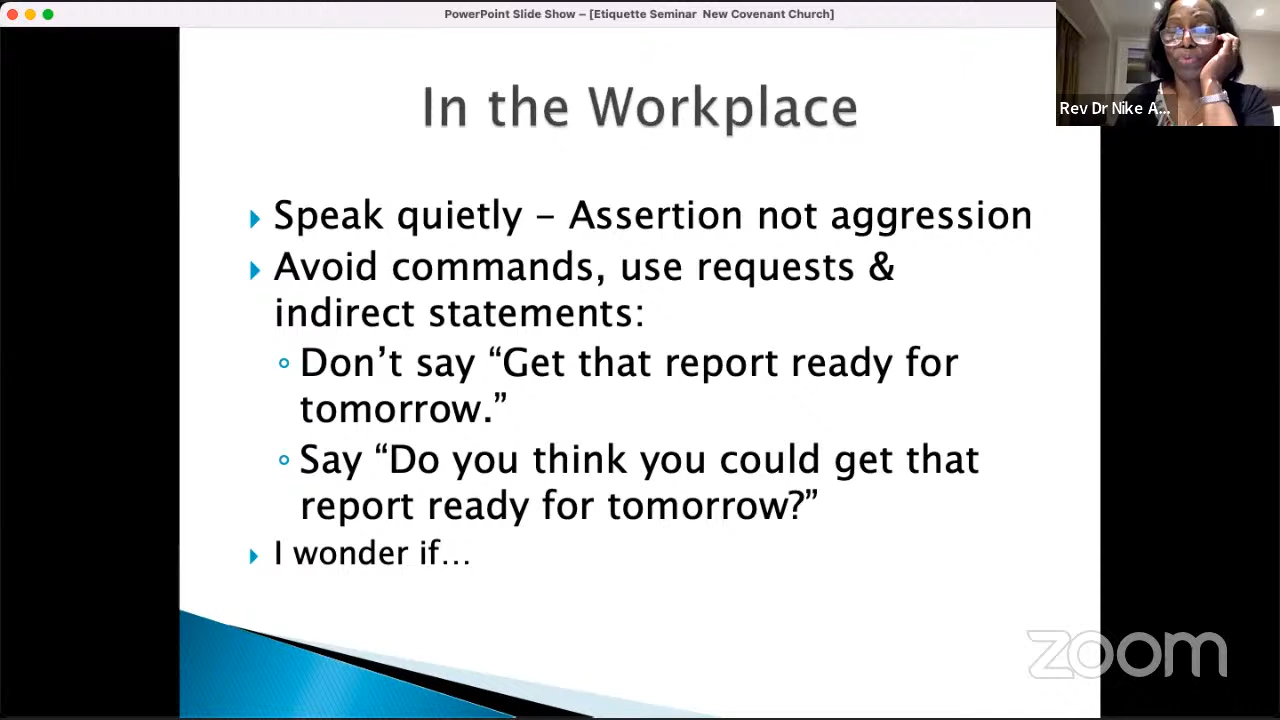 PowerPoint Slide Show – [Etiquette Seminar  New Covenant Church]
Rev Dr Nike A...
In the Workplace
Speak quietly – Assertion not aggression
Avoid commands, use requests &
indirect statements:
Don’t say “Get that report ready for
tomorrow.”
Say “Do you think you could get that
report ready for tomorrow?”
I wonder if…
zoom